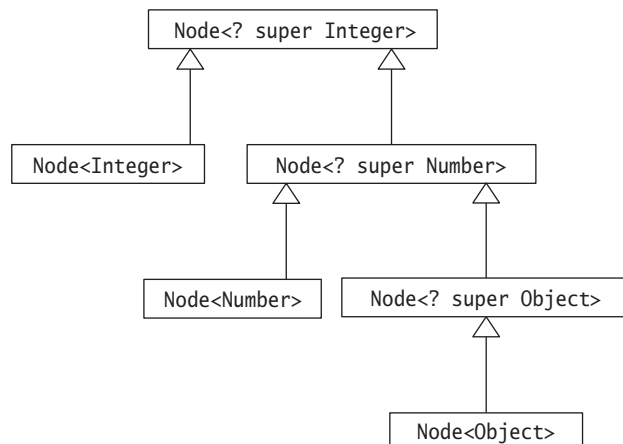 Node<? super Integer>
Node<Integer>
Node<? super Number>
Node<Number>
Node<? super Object>
Node<Object>